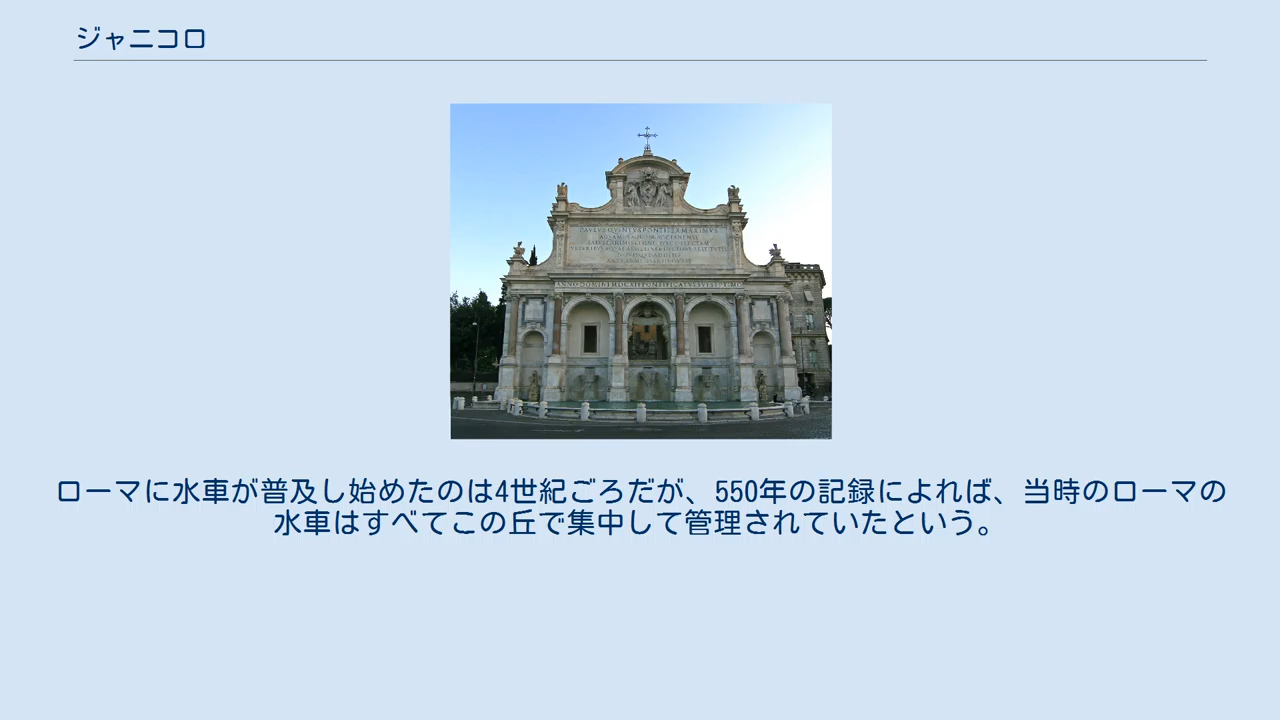 ジャニコロ
ローマに水車が普及し始めたのは4世紀ごろだが、550年の記録によれば、当時のローマの
水車はすべてこの丘で集中して管理されていたという。